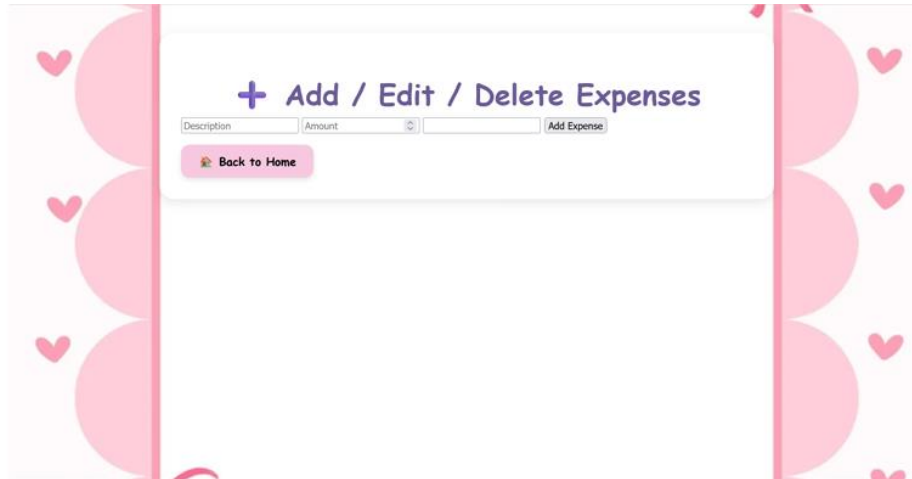 ➕ Add / Edit / Delete Expenses
Description Amount Add Expense
🏠 Back to Home